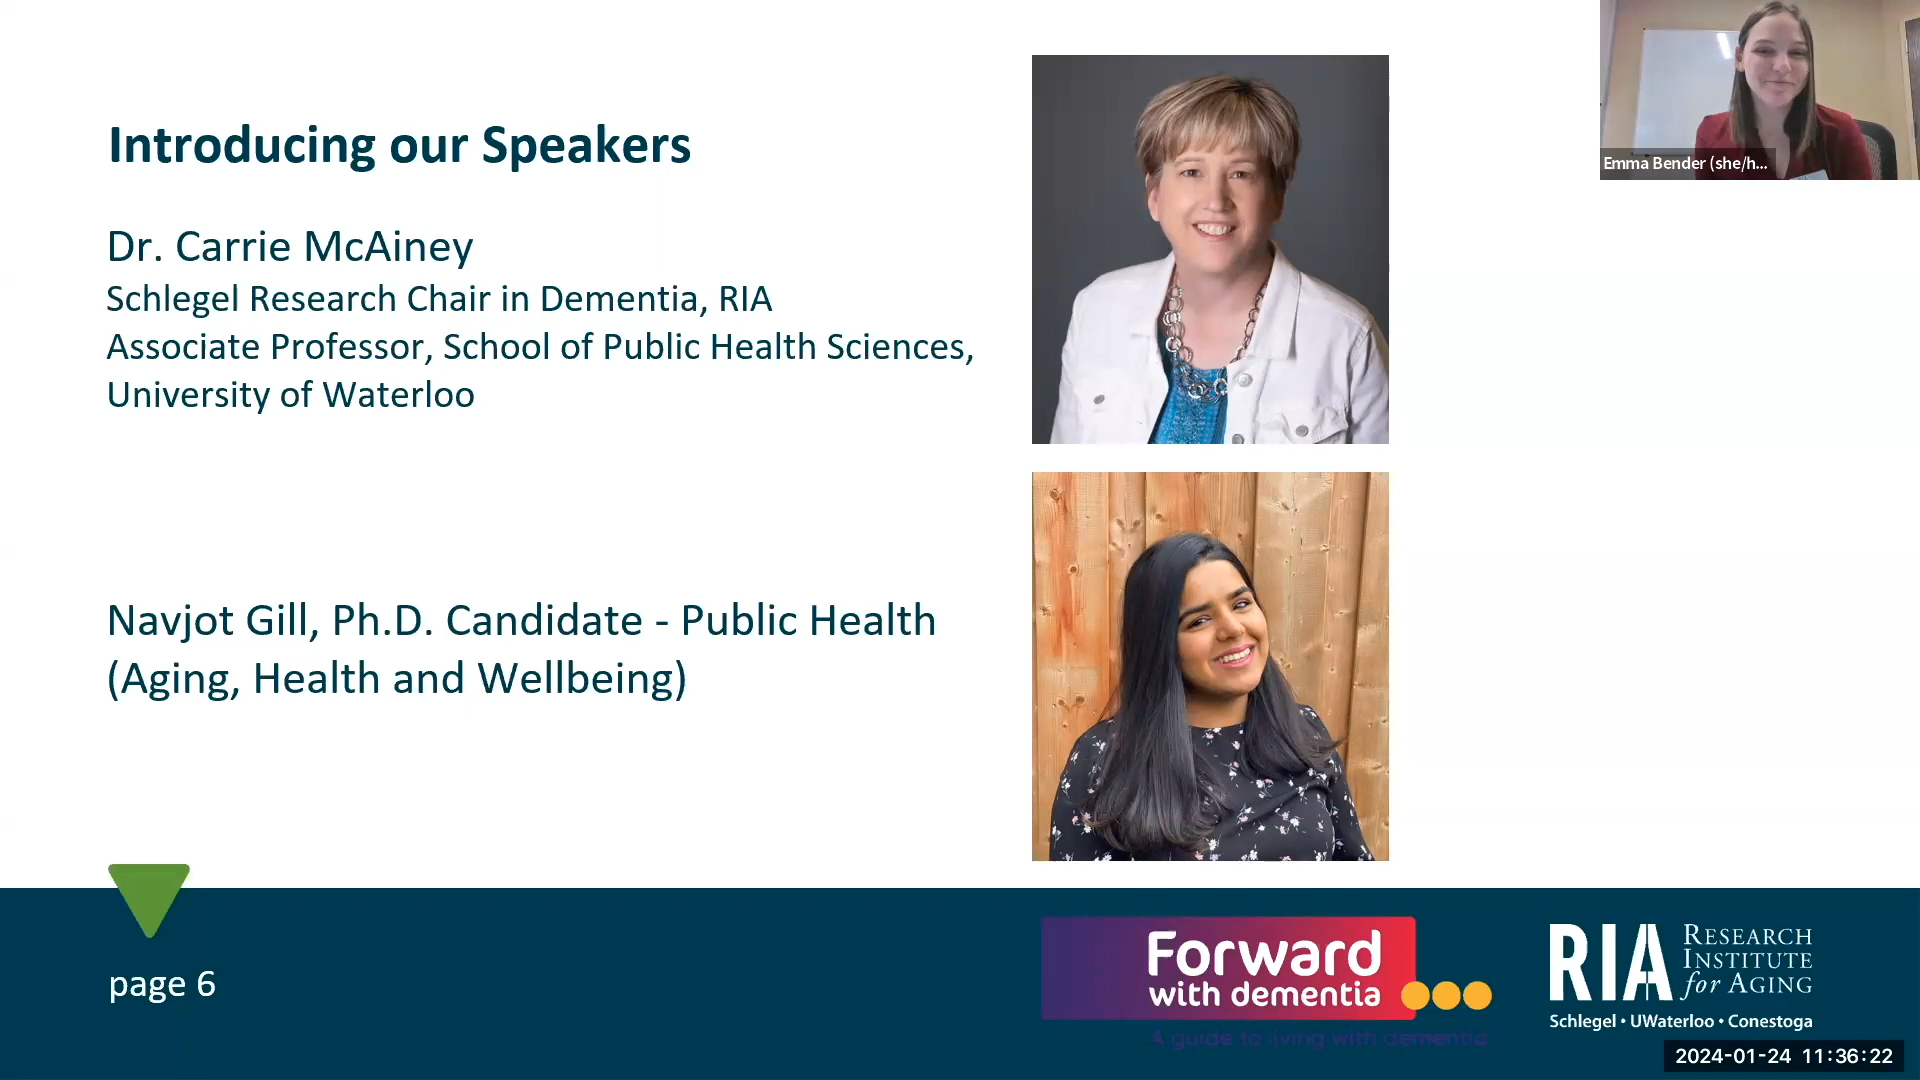 Introducing our Speakers
Dr. Carrie McAiney
Schlegel Research Chair in Dementia, RIA
Associate Professor, School of Public Health Sciences,
University of Waterloo
Navjot Gill, Ph.D. Candidate - Public Health
(Aging, Health and Wellbeing)
Emma Bender (she/h...
page 6
Forward
with dementia
A guide to living with dementia
RIA
RESEARCH
INSTITUTE
for AGING
Schlegel • UWaterloo • Conestoga
2024-01-24 11:36:22